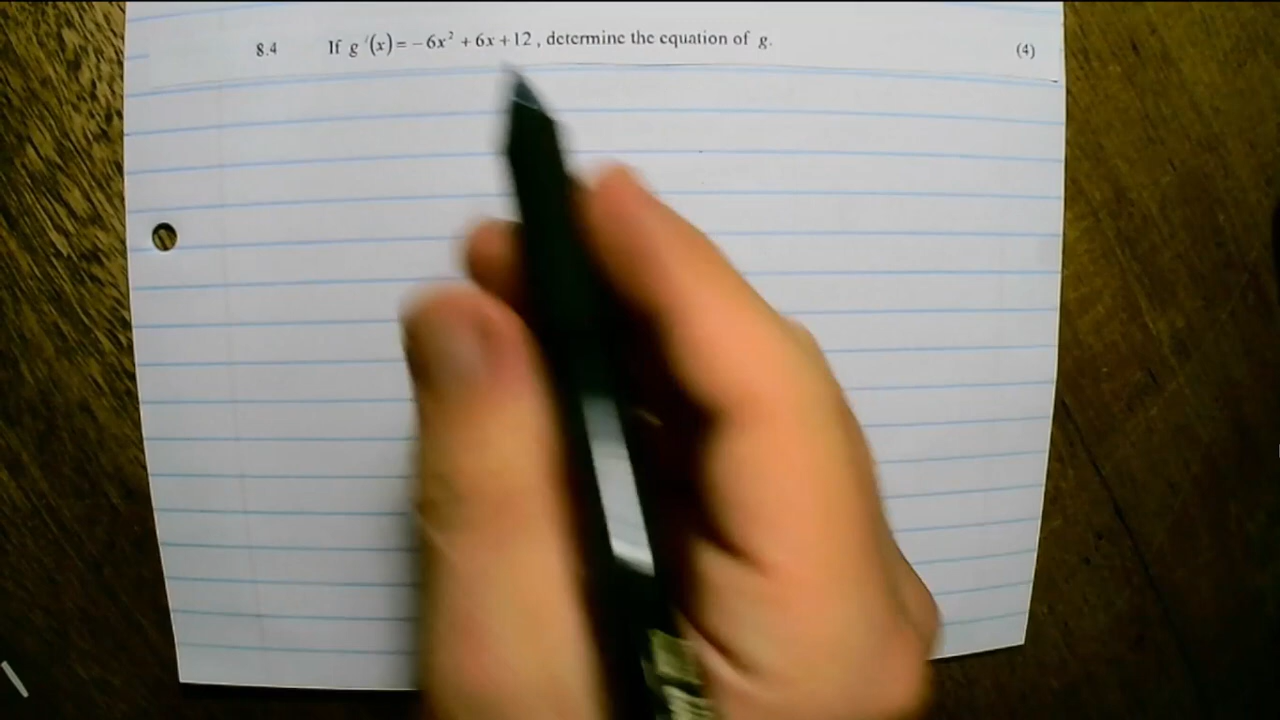 8.4 If g '(x) = −6x² + 6x + 12 , determine the equation of g. (4)